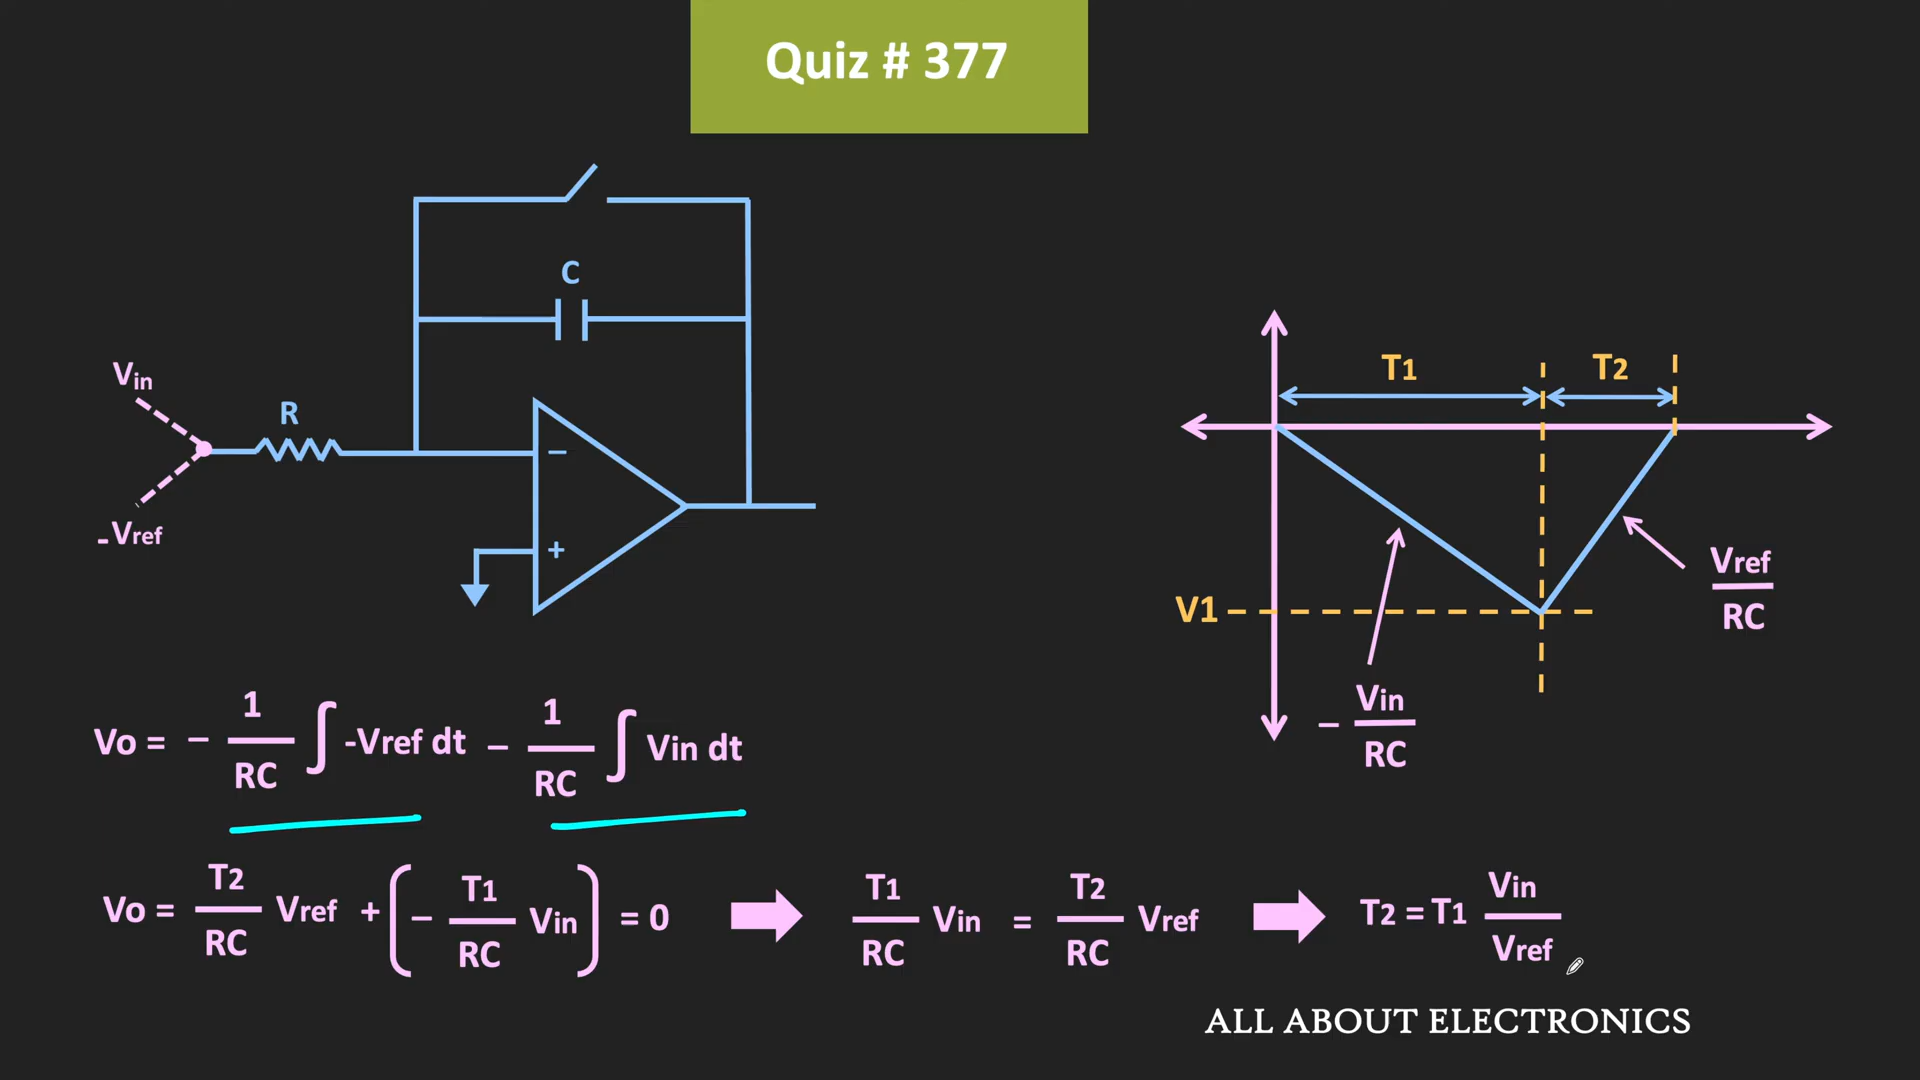 Quiz # 377
C
Vin
R
-Vref
−
+
T1
T2
V1
Vref
RC
− Vin
RC
Vo = − 1/RC ∫ -Vref dt − 1/RC ∫ Vin dt
Vo = T2/RC Vref + ( − T1/RC Vin ) = 0
T1/RC Vin = T2/RC Vref
T2 = T1 Vin/Vref
ALL ABOUT ELECTRONICS